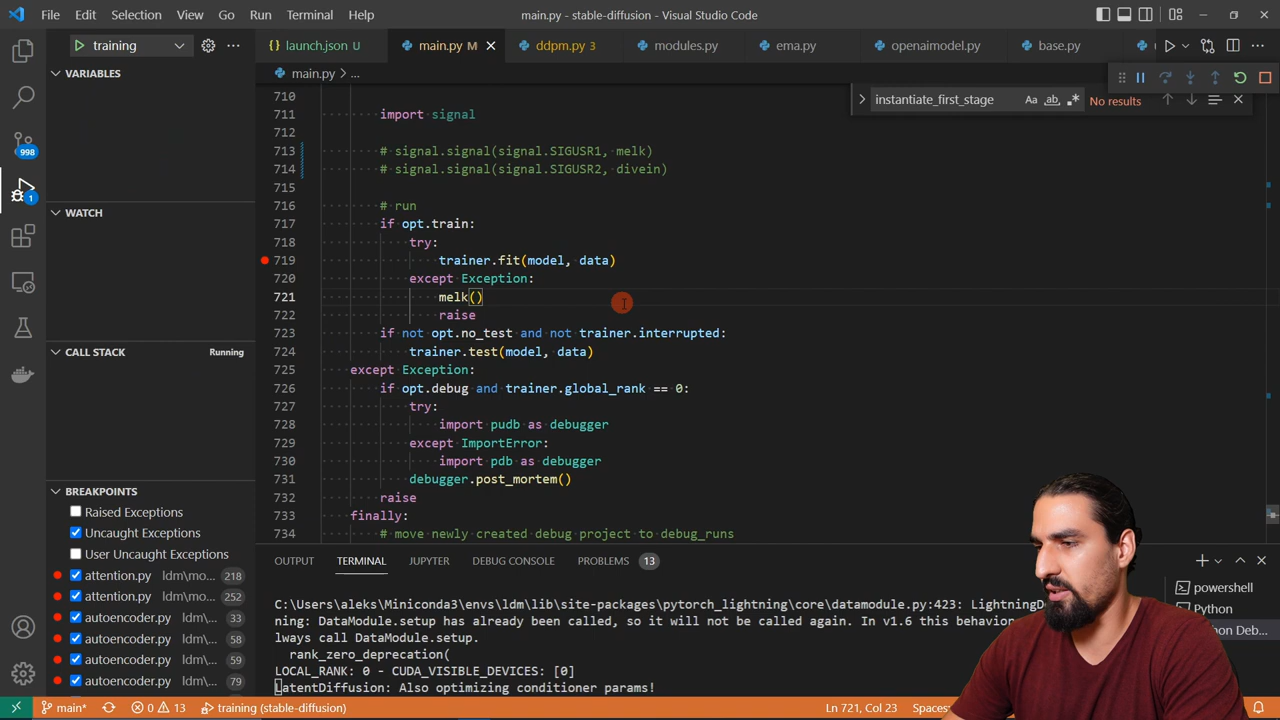 File Edit Selection View Go Run Terminal Help
main.py - stable-diffusion - Visual Studio Code
training
launch.json U
main.py M
ddpm.py 3
modules.py
ema.py
openaimodel.py
base.py
VARIABLES
main.py > ...
instantiate_first_stage
Aa ab No results
710
711 import signal
712
713 # signal.signal(signal.SIGUSR1, melk)
714 # signal.signal(signal.SIGUSR2, divein)
715
716 # run
717 if opt.train:
718 try:
719 trainer.fit(model, data)
720 except Exception:
721 melk()
722 raise
723 if not opt.no_test and not trainer.interrupted:
724 trainer.test(model, data)
725 except Exception:
726 if opt.debug and trainer.global_rank == 0:
727 try:
728 import pudb as debugger
729 except ImportError:
730 import pdb as debugger
731 debugger.post_mortem()
732 raise
733 finally:
734 # move newly created debug project to debug_runs
998
1
WATCH
CALL STACK Running
BREAKPOINTS
Raised Exceptions
Uncaught Exceptions
User Uncaught Exceptions
attention.py ldm\mo... 218
attention.py ldm\mo... 252
autoencoder.py ldm\... 33
autoencoder.py ldm\... 58
autoencoder.py ldm\... 59
autoencoder.py ldm\... 79
OUTPUT TERMINAL JUPYTER DEBUG CONSOLE PROBLEMS 13
C:\Users\aleks\Miniconda3\envs\ldm\lib\site-packages\pytorch_lightning\core\datamodule.py:423: LightningDe
ning: DataModule.setup has already been called, so it will not be called again. In v1.6 this behavior
lways call DataModule.setup.
rank_zero_deprecation(
LOCAL_RANK: 0 - CUDA_VISIBLE_DEVICES: [0]
LatentDiffusion: Also optimizing conditioner params!
powershell
Python
Deb...
main* 0 13 training (stable-diffusion)
Ln 721, Col 23 Spaces: